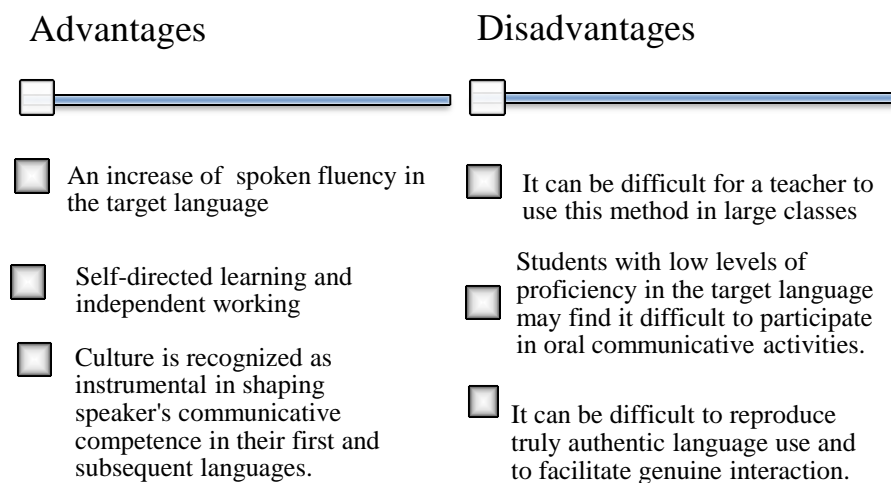 Advantages
An increase of  spoken fluency in
the target language
Self-directed learning and
independent working
Culture is recognized as
instrumental in shaping
speaker's communicative
competence in their first and
subsequent languages.
Disadvantages
It can be difficult for a teacher to
use this method in large classes
Students with low levels of
proficiency in the target language
may find it difficult to participate
in oral communicative activities.
It can be difficult to reproduce
truly authentic language use and
to facilitate genuine interaction.